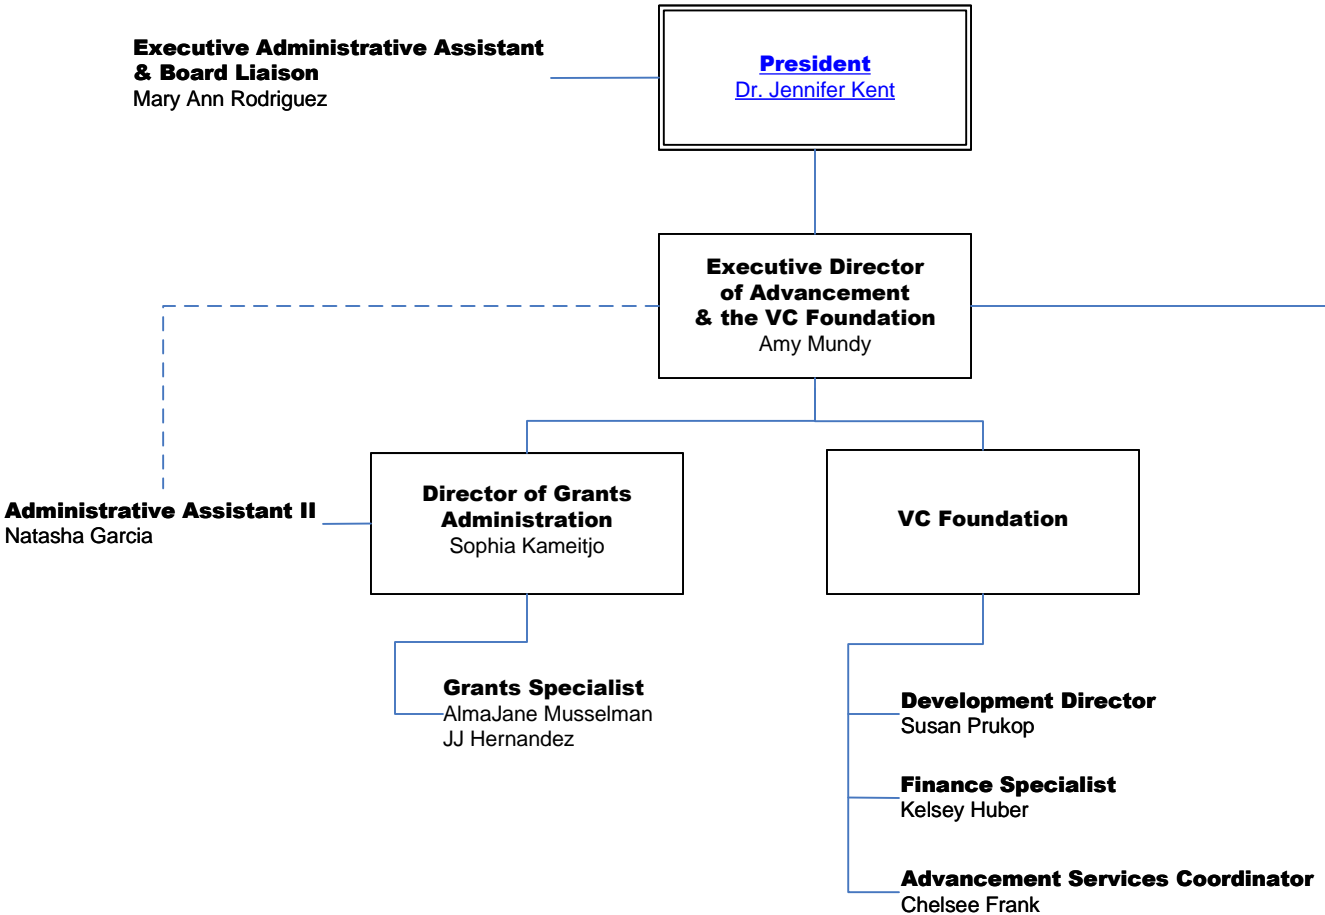 Executive Administrative Assistant
& Board Liaison
Mary Ann Rodriguez
President
Dr. Jennifer Kent
Executive Director
of Advancement
& the VC Foundation
Amy Mundy
Administrative Assistant II
Natasha Garcia
Director of Grants
Administration
Sophia Kameitjo
VC Foundation
Grants Specialist
AlmaJane Musselman
JJ Hernandez
Development Director
Susan Prukop
Finance Specialist
Kelsey Huber
Advancement Services Coordinator
Chelsee Frank